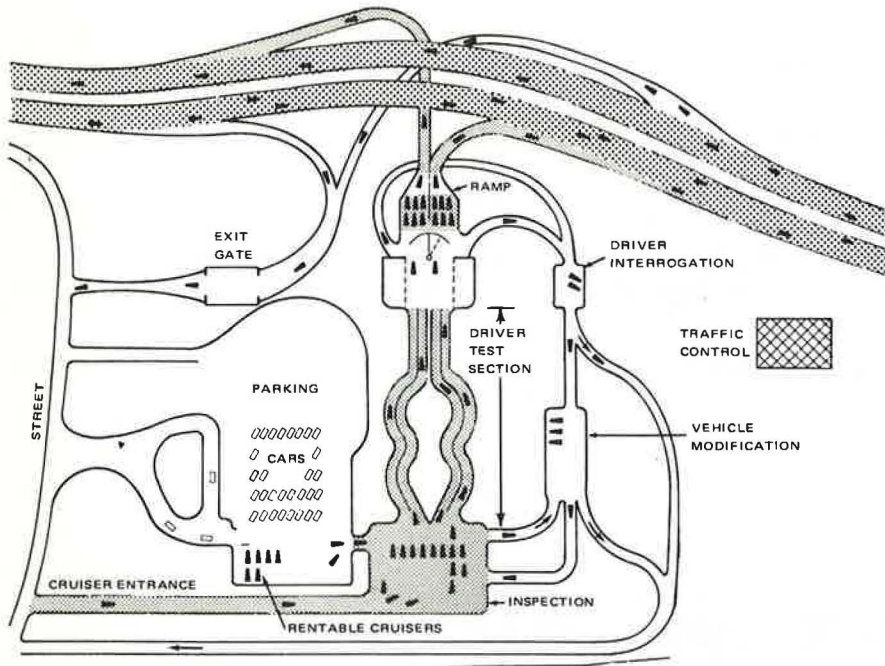 RAMP
EXIT
GATE
DRIVER
INTERROGATION
DRIVER
TEST
SECTION
TRAFFIC
CONTROL
PARKING
STREET
CARS
VEHICLE
MODIFICATION
CRUISER ENTRANCE
INSPECTION
RENTABLE CRUISERS